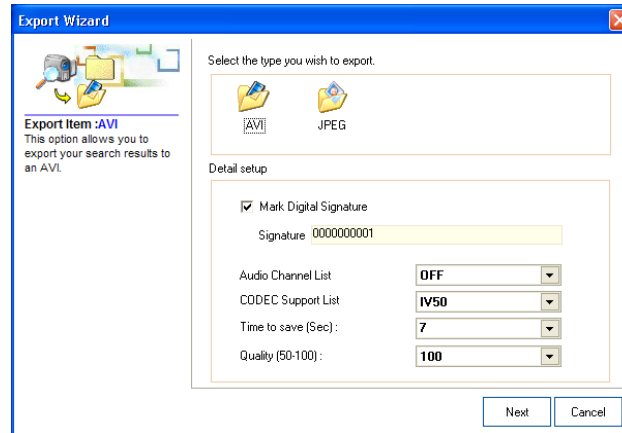 Export Wizard
Select the type you wish to export.
AVI
JPEG
Export Item :AVI
This option allows you to
export your search results to
an AVI.
Detail setup
Mark Digital Signature
Signature 0000000001
Audio Channel List OFF
CODEC Support List IV50
Time to save (Sec) : 7
Quality (50-100) : 100
Next Cancel